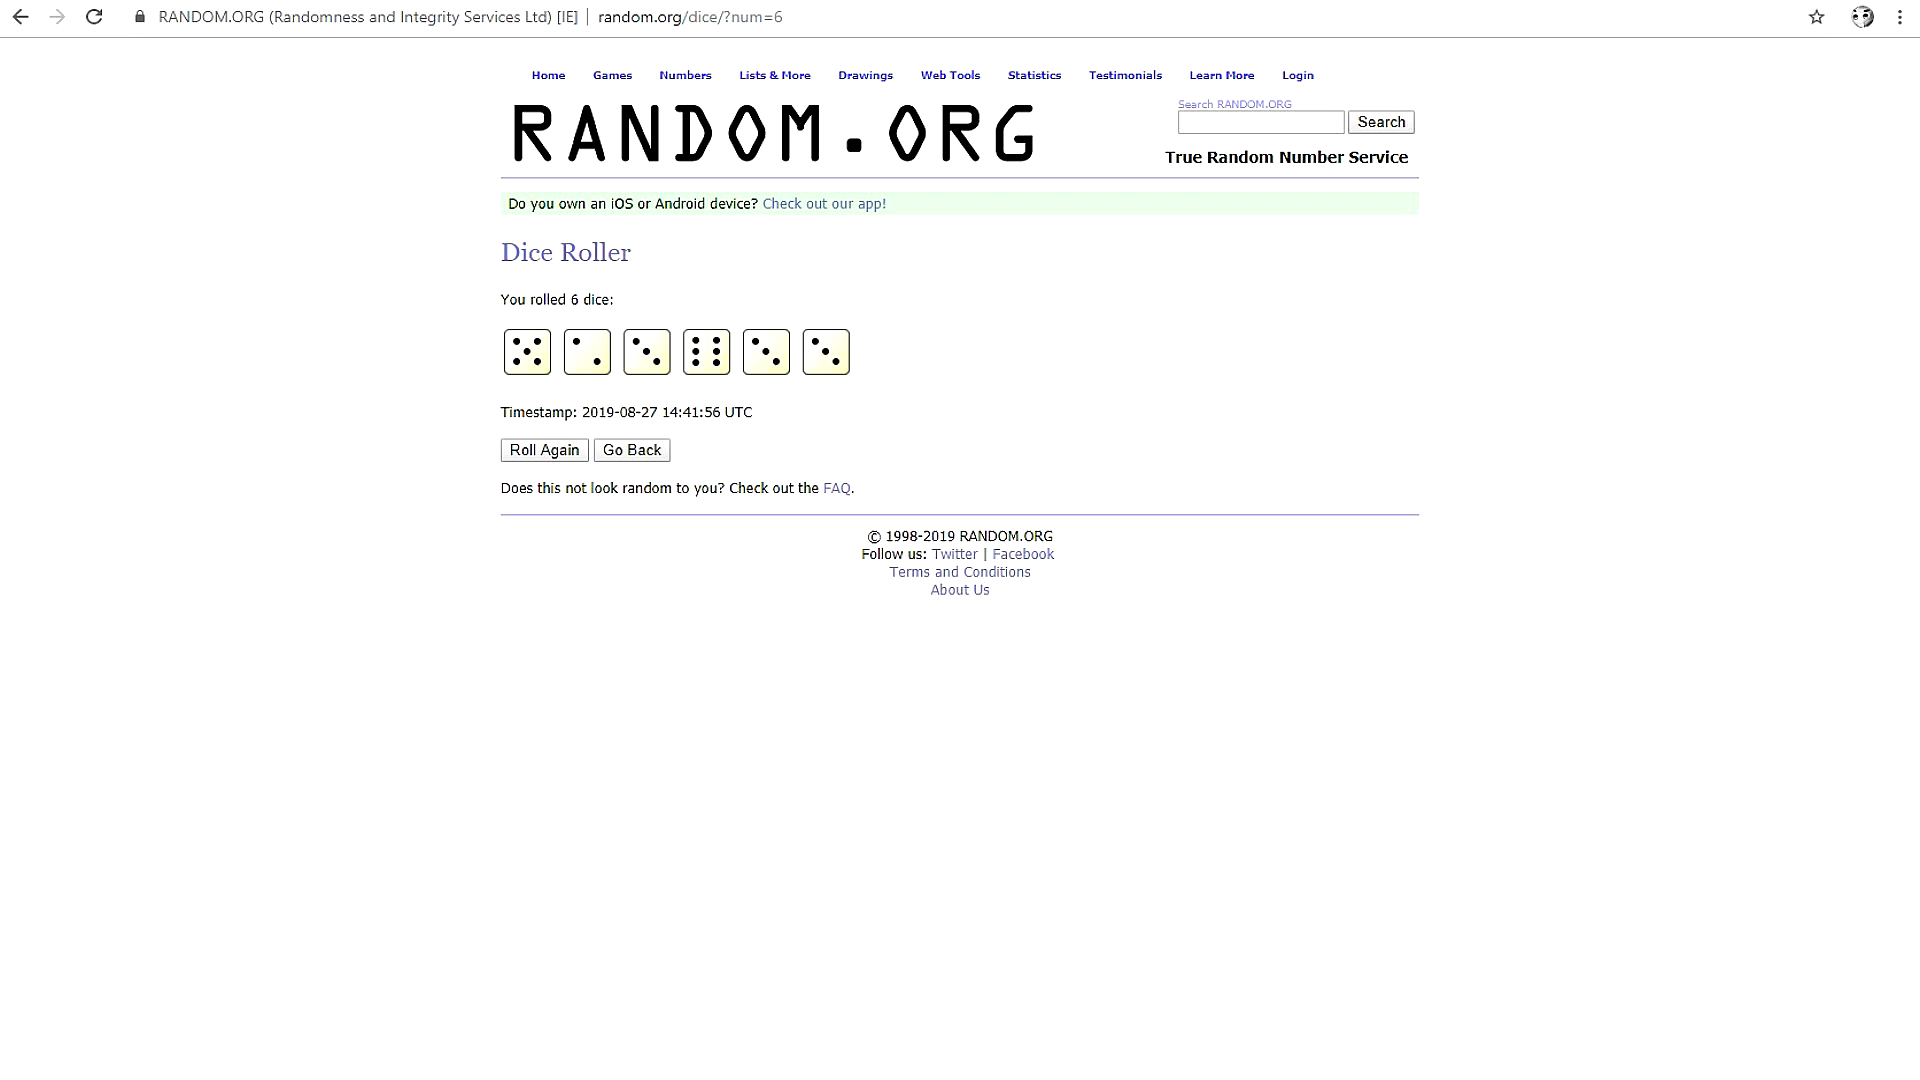 RANDOM.ORG (Randomness and Integrity Services Ltd) [IE] | random.org/dice/?num=6
Home Games Numbers Lists & More Drawings Web Tools Statistics Testimonials Learn More Login
RANDOM.ORG
Search RANDOM.ORG
Search
True Random Number Service
Do you own an iOS or Android device? Check out our app!
Dice Roller
You rolled 6 dice:
Timestamp: 2019-08-27 14:41:56 UTC
Roll Again Go Back
Does this not look random to you? Check out the FAQ.
© 1998-2019 RANDOM.ORG
Follow us: Twitter | Facebook
Terms and Conditions
About Us